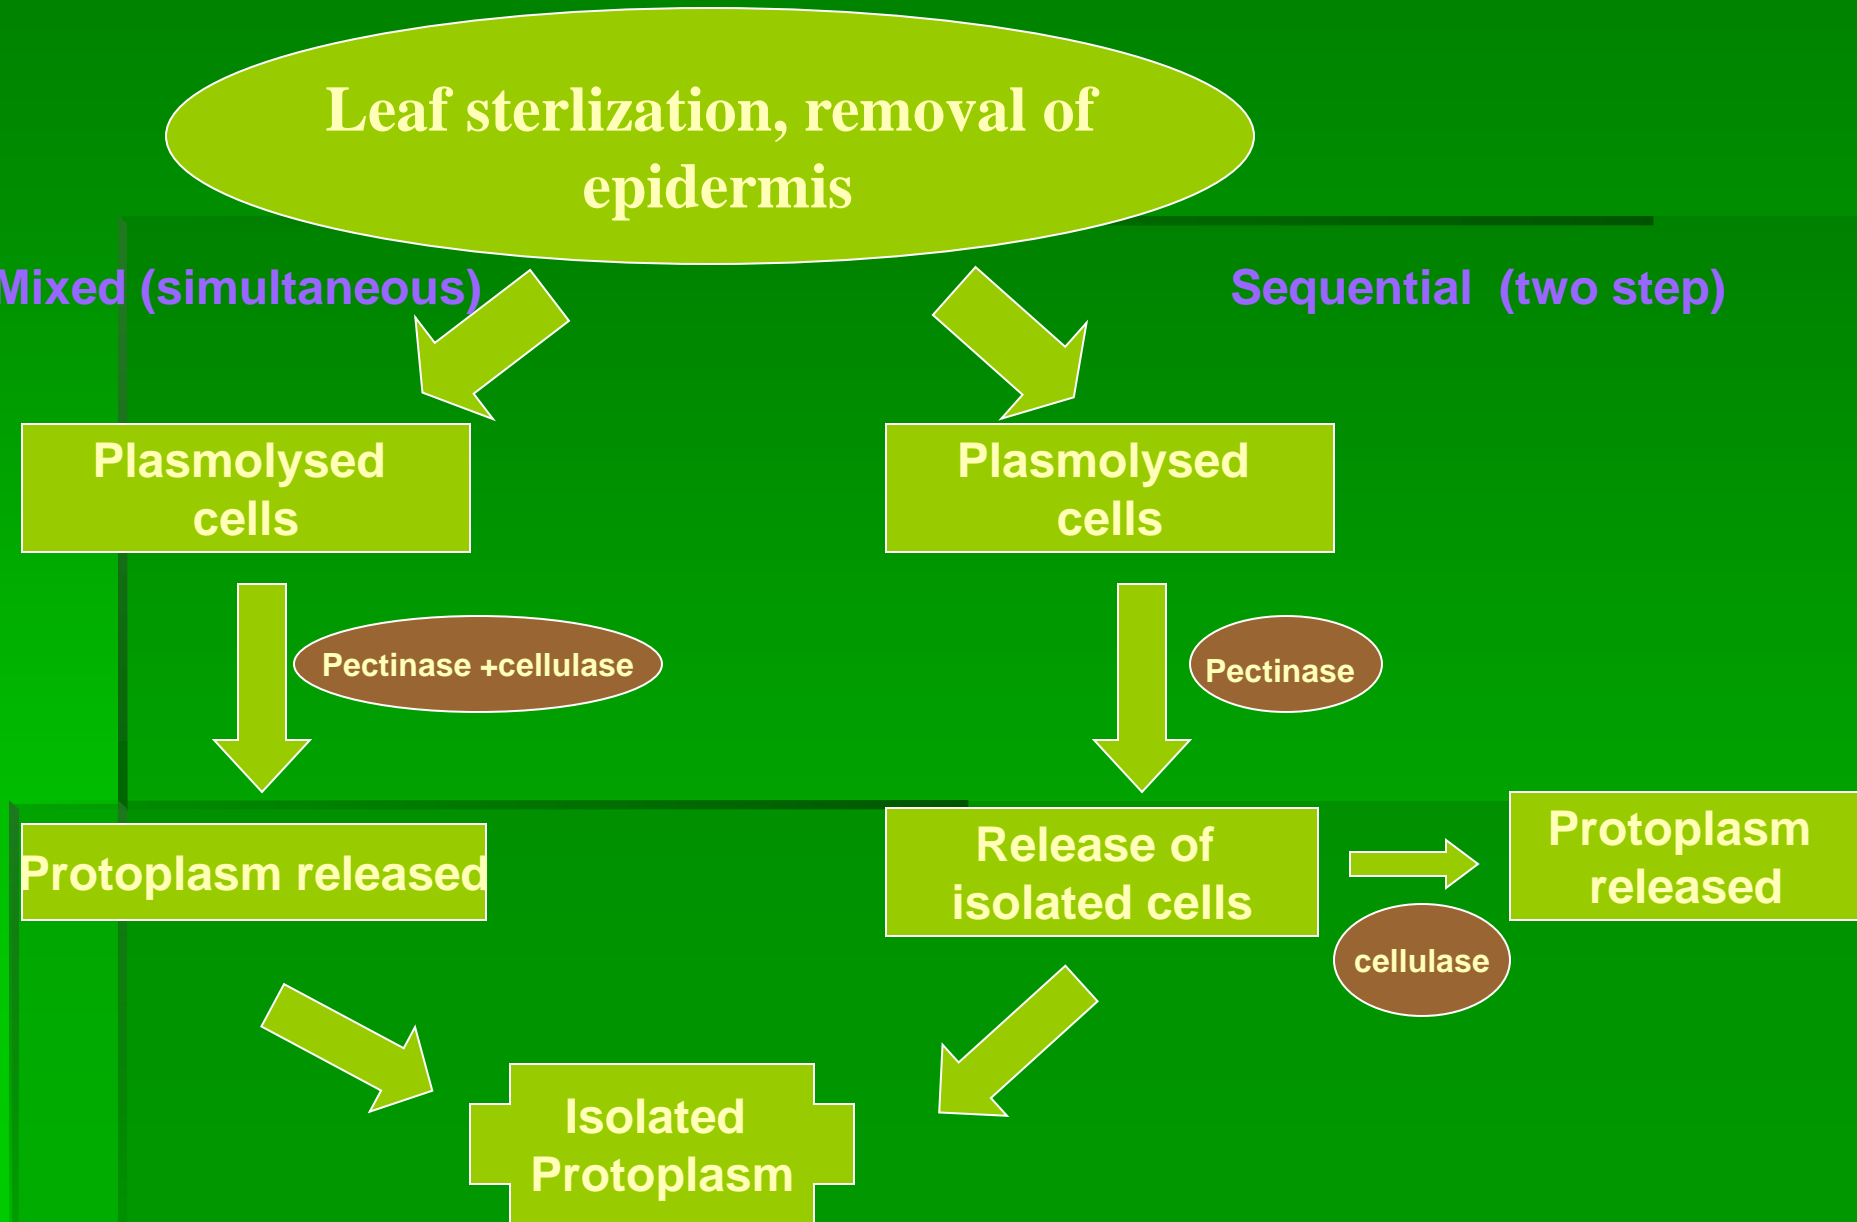 Leaf sterlization, removal of
epidermis
Mixed (simultaneous)
Sequential (two step)
Plasmolysed
cells
Plasmolysed
cells
Pectinase +cellulase
Pectinase
Protoplasm released
Release of
isolated cells
Protoplasm
released
cellulase
Isolated
Protoplasm